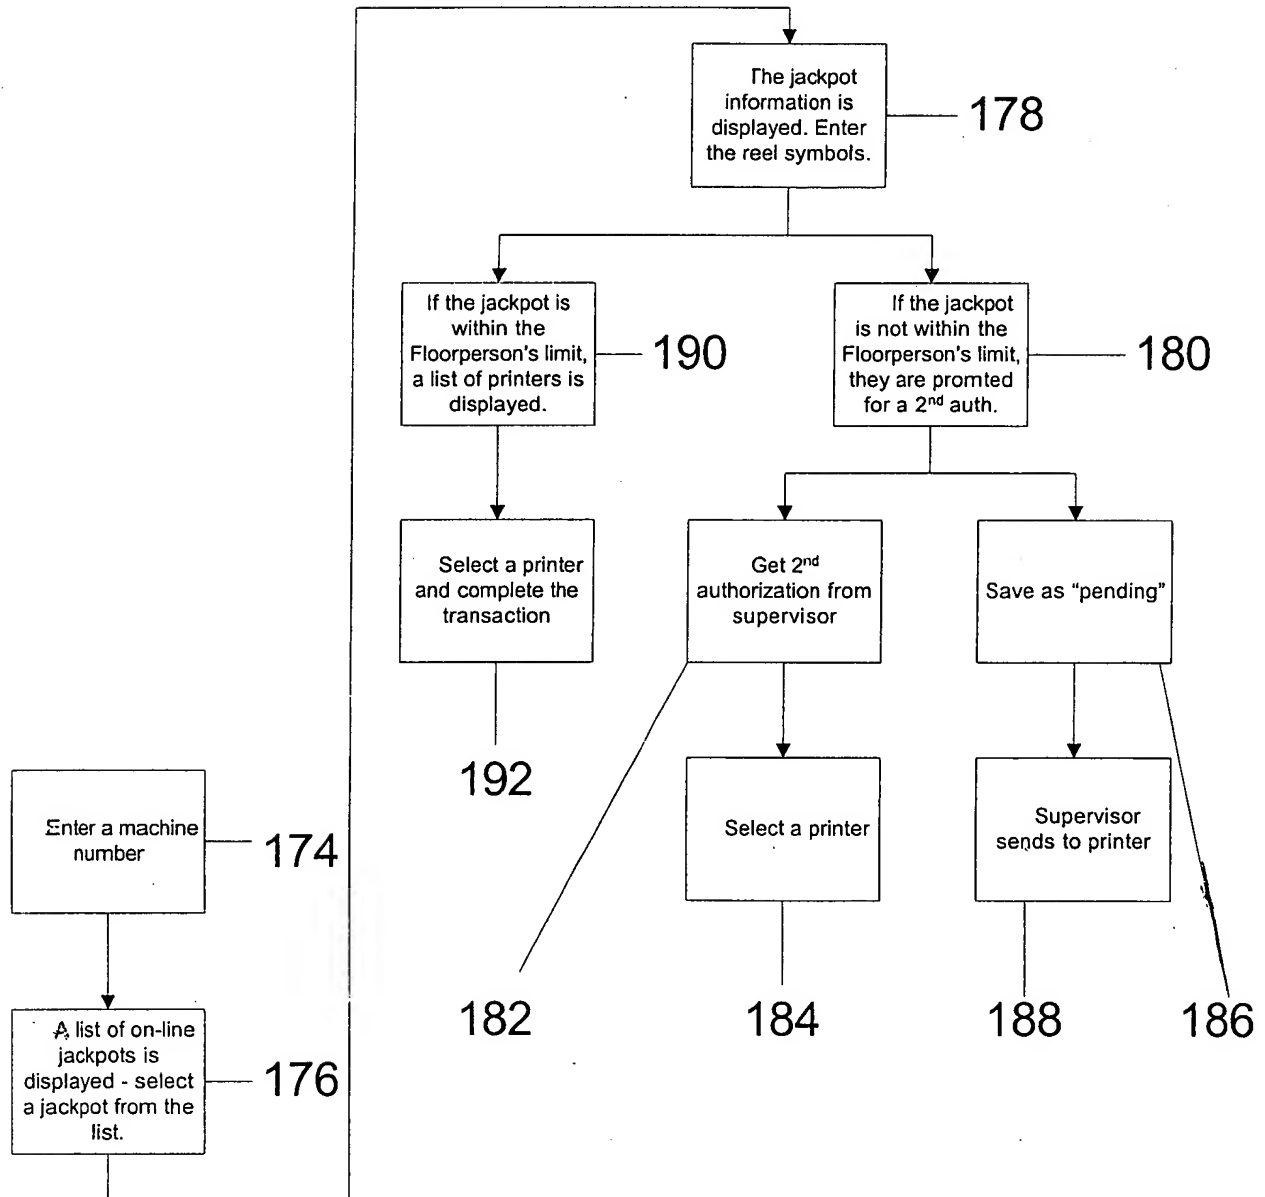 The jackpot
information is
displayed. Enter
the reel symbols.
178
If the jackpot is
within the
Floorperson's limit,
a list of printers is
displayed.
190
If the jackpot
is not within the
Floorperson's limit,
they are promted
for a 2nd auth.
180
Select a printer
and complete the
transaction
192
Get 2nd
authorization from
supervisor
182
Save as “pending”
186
Select a printer
184
Supervisor
sends to printer
188
Enter a machine
number
174
A list of on-line
jackpots is
displayed - select
a jackpot from the
list.
176